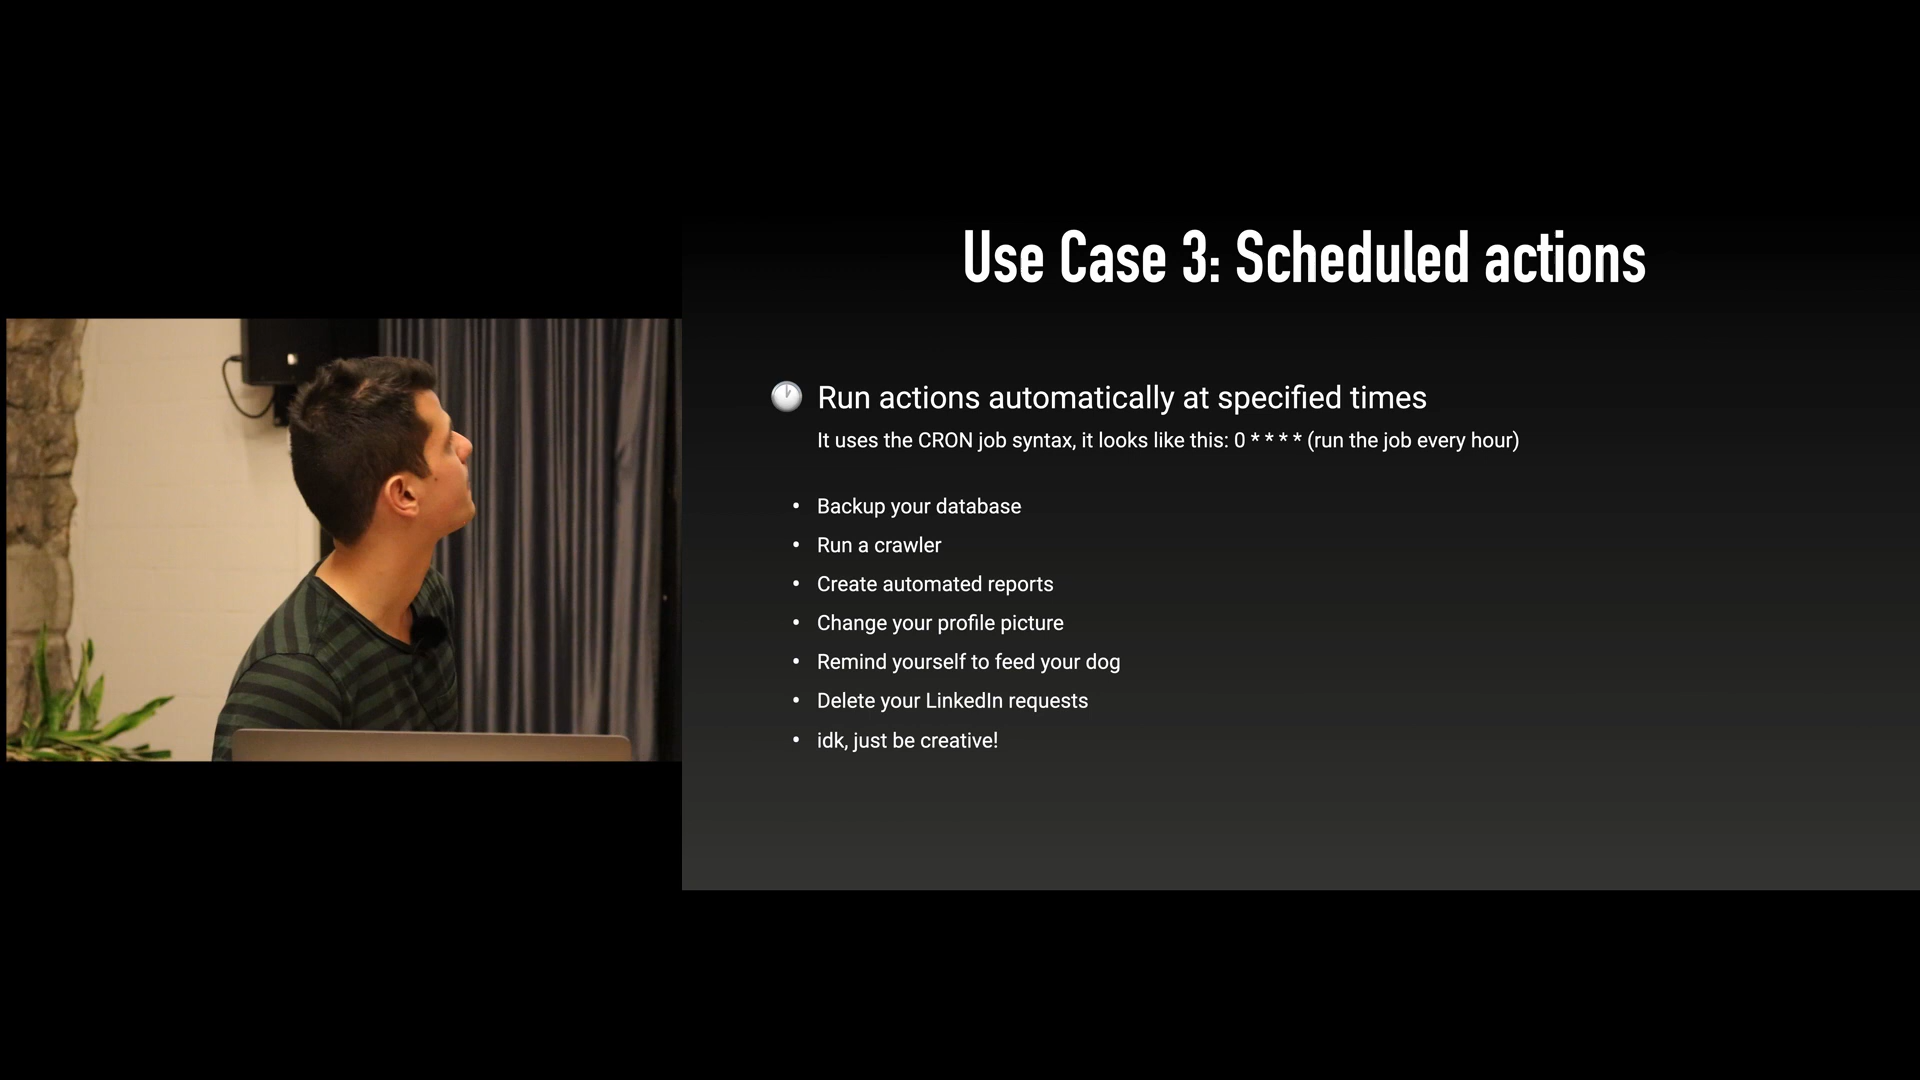 Use Case 3: Scheduled actions
🕐 Run actions automatically at specified times
It uses the CRON job syntax, it looks like this: 0 * * * * (run the job every hour)
• Backup your database
• Run a crawler
• Create automated reports
• Change your profile picture
• Remind yourself to feed your dog
• Delete your LinkedIn requests
• idk, just be creative!